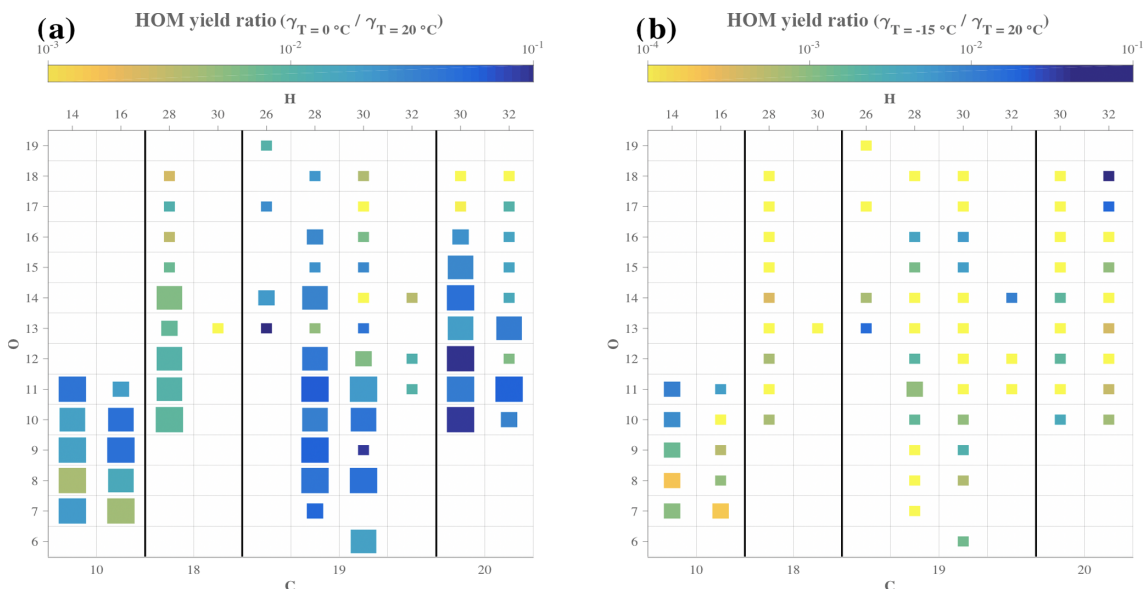 (a) HOM yield ratio (γT = 0 °C / γT = 20 °C)
10-3 10-2 10-1
H
14 16 28 30 26 28 30 32 30 32
19
18
17
16
15
14
13
12
11
10
9
8
7
6
O
10 18 19 20
C
(b) HOM yield ratio (γT = -15 °C / γT = 20 °C)
10-4 10-3 10-2 10-1
H
14 16 28 30 26 28 30 32 30 32
19
18
17
16
15
14
13
12
11
10
9
8
7
6
O
10 18 19 20
C